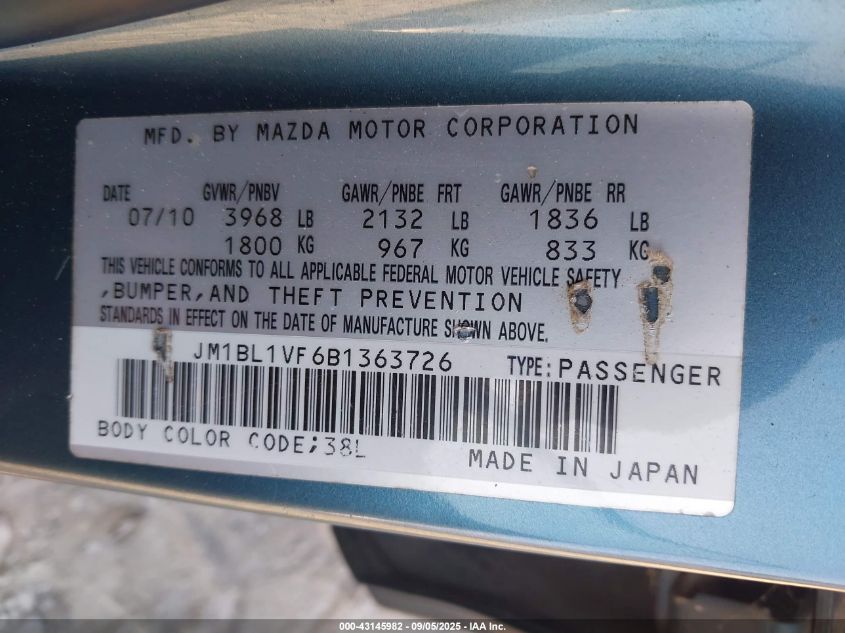 MFD. BY MAZDA MOTOR CORPORATION
DATE GVWR/PNBV GAWR/PNBE FRT GAWR/PNBE RR
07/10 3968 LB 2132 LB 1836 LB
1800 KG 967 KG 833 KG
THIS VEHICLE CONFORMS TO ALL APPLICABLE FEDERAL MOTOR VEHICLE SAFETY
,BUMPER,AND THEFT PREVENTION
STANDARDS IN EFFECT ON THE DATE OF MANUFACTURE SHOWN ABOVE.
JM1BL1VF6B1363726 TYPE:PASSENGER
BODY COLOR CODE;38L
MADE IN JAPAN
000-43145982 - 09/05/2025 - IAA Inc.